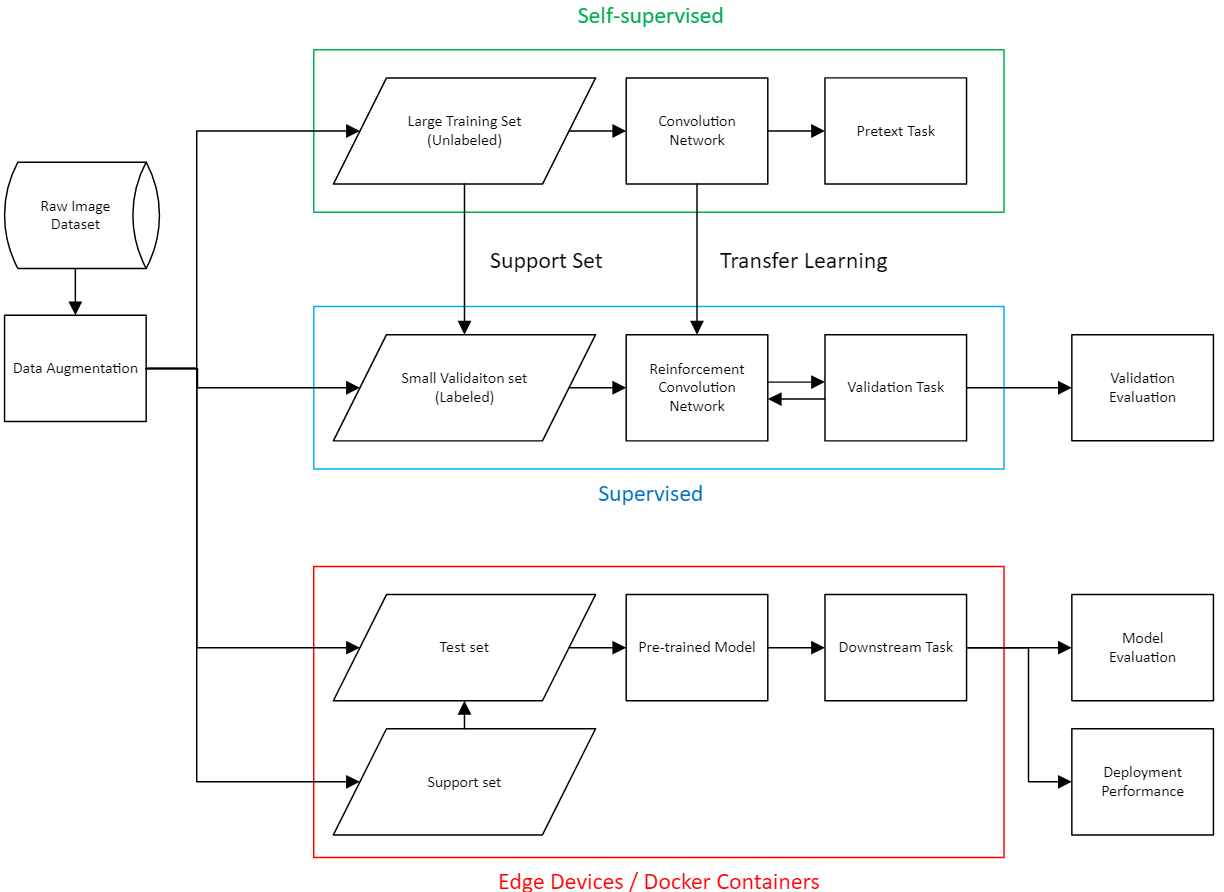 Self-supervised
Large Training Set
(Unlabeled)
Convolution
Network
Pretext Task
Raw Image
Dataset
Support Set
Transfer Learning
Data Augmentation
Small Validaiton set
(Labeled)
Reinforcement
Convolution
Network
Validation Task
Validation
Evaluation
Supervised
Test set
Pre-trained Model
Downstream Task
Model
Evaluation
Support set
Deployment
Performance
Edge Devices / Docker Containers